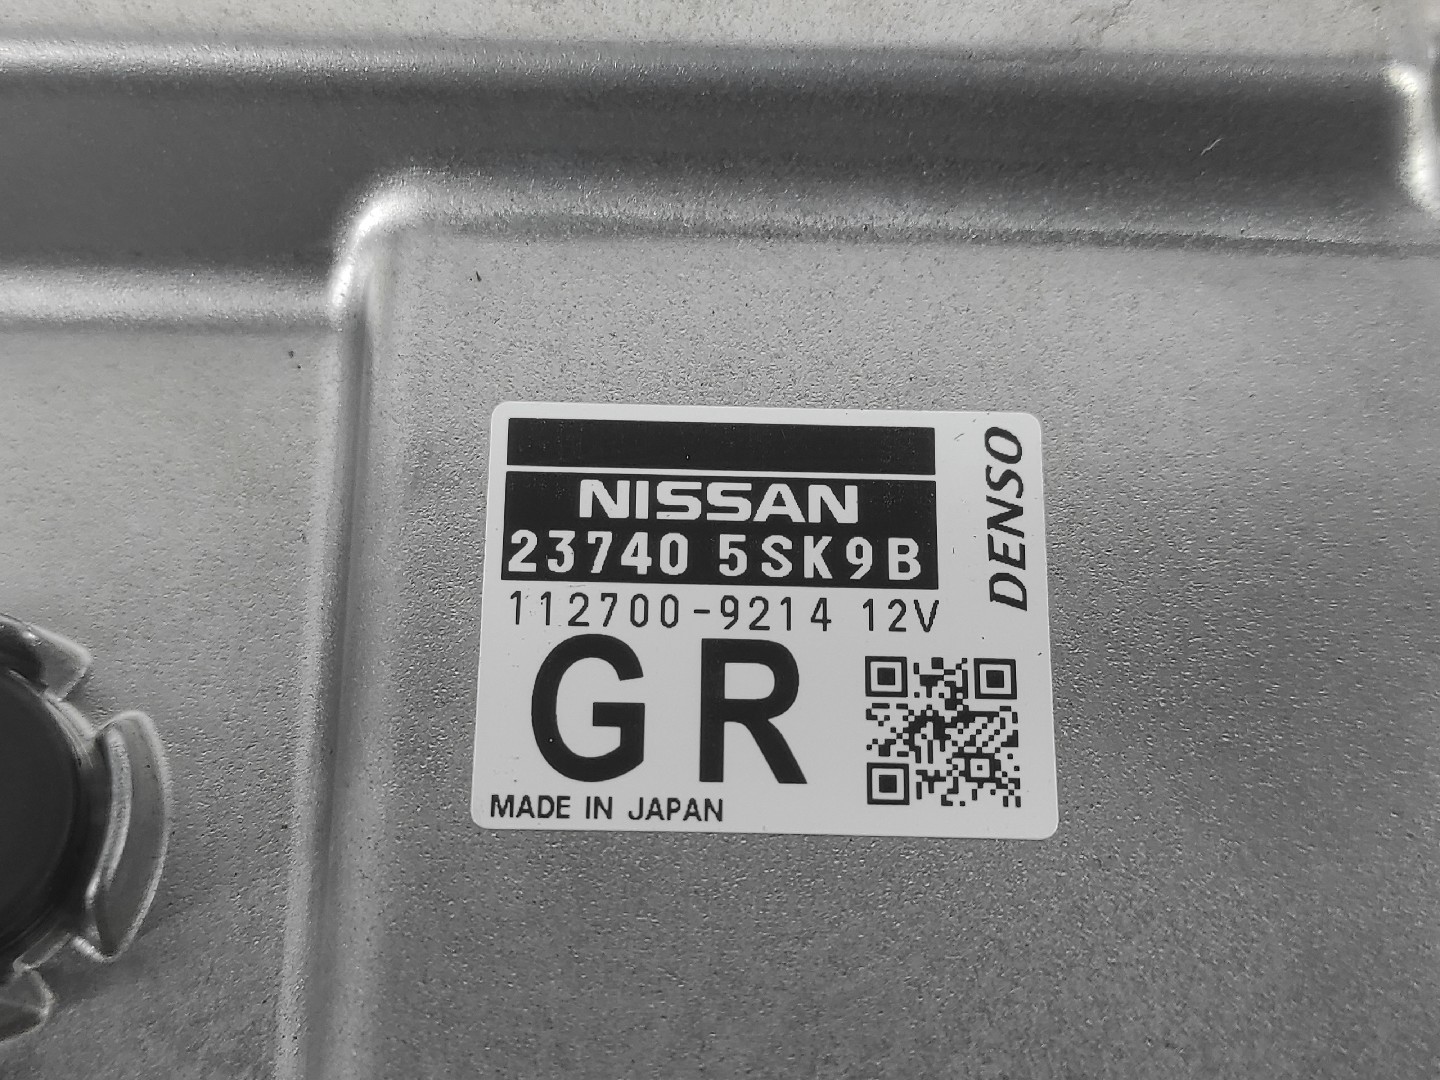 NISSAN
23740 5SK9B
112700-9214 12V
GR
MADE IN JAPAN
DENSO